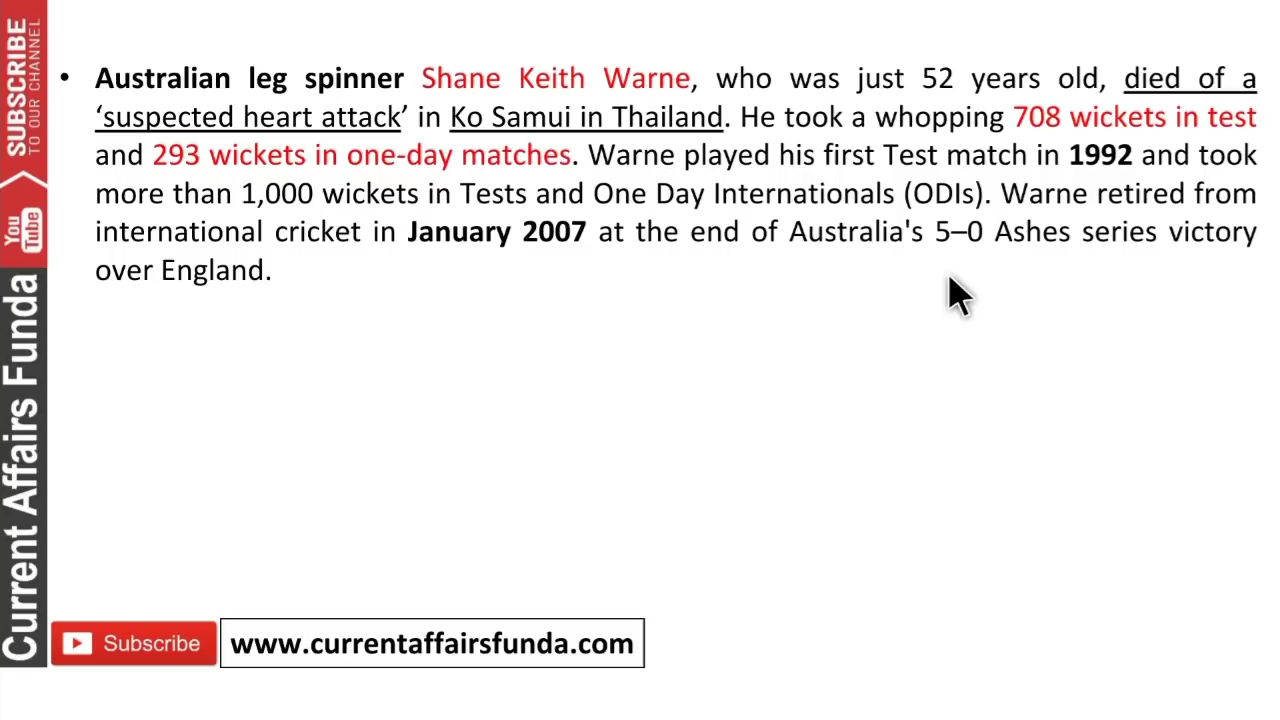 SUBSCRIBE
TO OUR CHANNEL
You
Tube
Current Affairs Funda
• Australian leg spinner Shane Keith Warne, who was just 52 years old, died of a
‘suspected heart attack’ in Ko Samui in Thailand. He took a whopping 708 wickets in test
and 293 wickets in one-day matches. Warne played his first Test match in 1992 and took
more than 1,000 wickets in Tests and One Day Internationals (ODIs). Warne retired from
international cricket in January 2007 at the end of Australia's 5–0 Ashes series victory
over England.
Subscribe
www.currentaffairsfunda.com